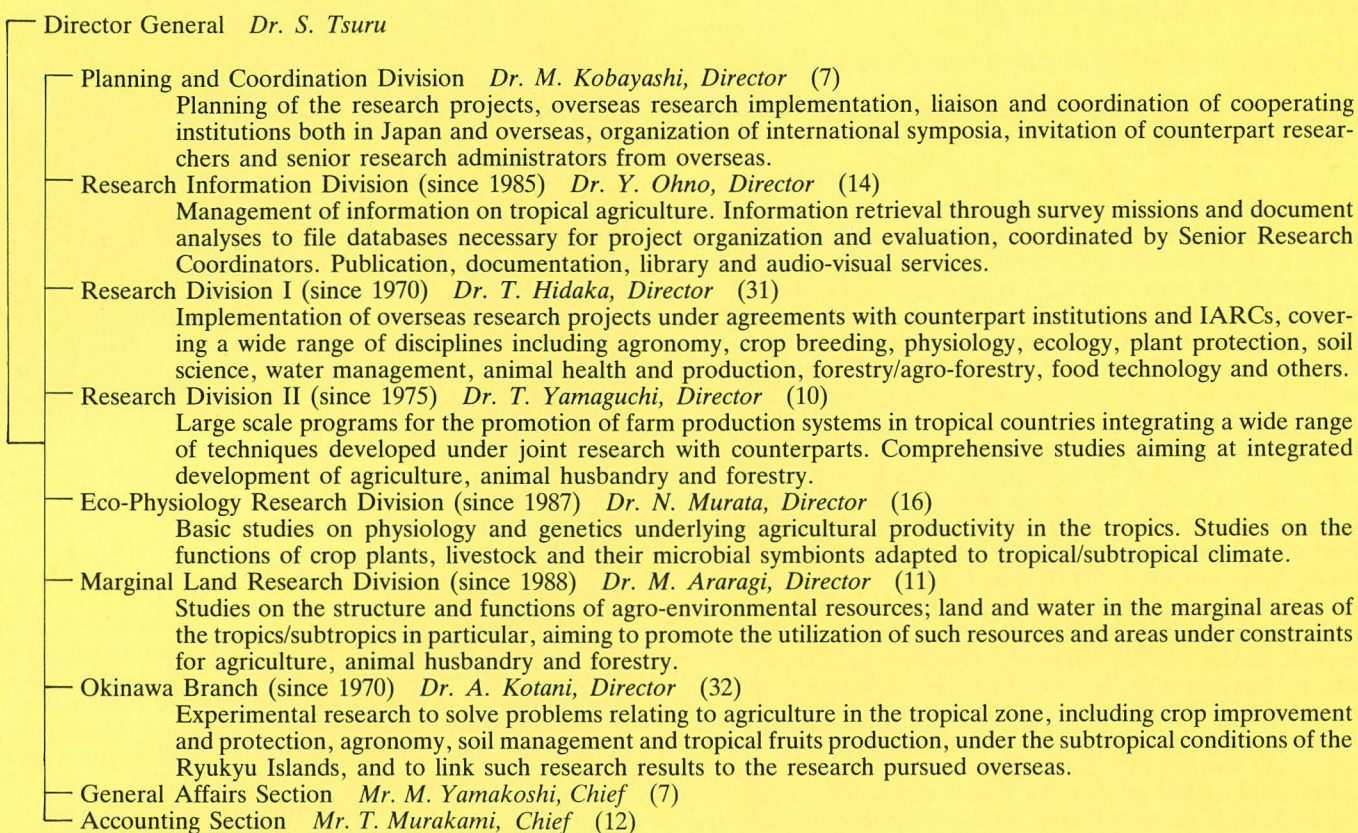 Director General Dr. S. Tsuru
Planning and Coordination Division Dr. M. Kobayashi, Director (7)
Planning of the research projects, overseas research implementation, liaison and coordination of cooperating
institutions both in Japan and overseas, organization of international symposia, invitation of counterpart resear-
chers and senior research administrators from overseas.
Research Information Division (since 1985) Dr. Y. Ohno, Director (14)
Management of information on tropical agriculture. Information retrieval through survey missions and document
analyses to file databases necessary for project organization and evaluation, coordinated by Senior Research
Coordinators. Publication, documentation, library and audio-visual services.
Research Division I (since 1970) Dr. T. Hidaka, Director (31)
Implementation of overseas research projects under agreements with counterpart institutions and IARCs, cover-
ing a wide range of disciplines including agronomy, crop breeding, physiology, ecology, plant protection, soil
science, water management, animal health and production, forestry/agro-forestry, food technology and others.
Research Division II (since 1975) Dr. T. Yamaguchi, Director (10)
Large scale programs for the promotion of farm production systems in tropical countries integrating a wide range
of techniques developed under joint research with counterparts. Comprehensive studies aiming at integrated
development of agriculture, animal husbandry and forestry.
Eco-Physiology Research Division (since 1987) Dr. N. Murata, Director (16)
Basic studies on physiology and genetics underlying agricultural productivity in the tropics. Studies on the
functions of crop plants, livestock and their microbial symbionts adapted to tropical/subtropical climate.
Marginal Land Research Division (since 1988) Dr. M. Araragi, Director (11)
Studies on the structure and functions of agro-environmental resources; land and water in the marginal areas of
the tropics/subtropics in particular, aiming to promote the utilization of such resources and areas under constraints
for agriculture, animal husbandry and forestry.
Okinawa Branch (since 1970) Dr. A. Kotani, Director (32)
Experimental research to solve problems relating to agriculture in the tropical zone, including crop improvement
and protection, agronomy, soil management and tropical fruits production, under the subtropical conditions of the
Ryukyu Islands, and to link such research results to the research pursued overseas.
General Affairs Section Mr. M. Yamakoshi, Chief (7)
Accounting Section Mr. T. Murakami, Chief (12)